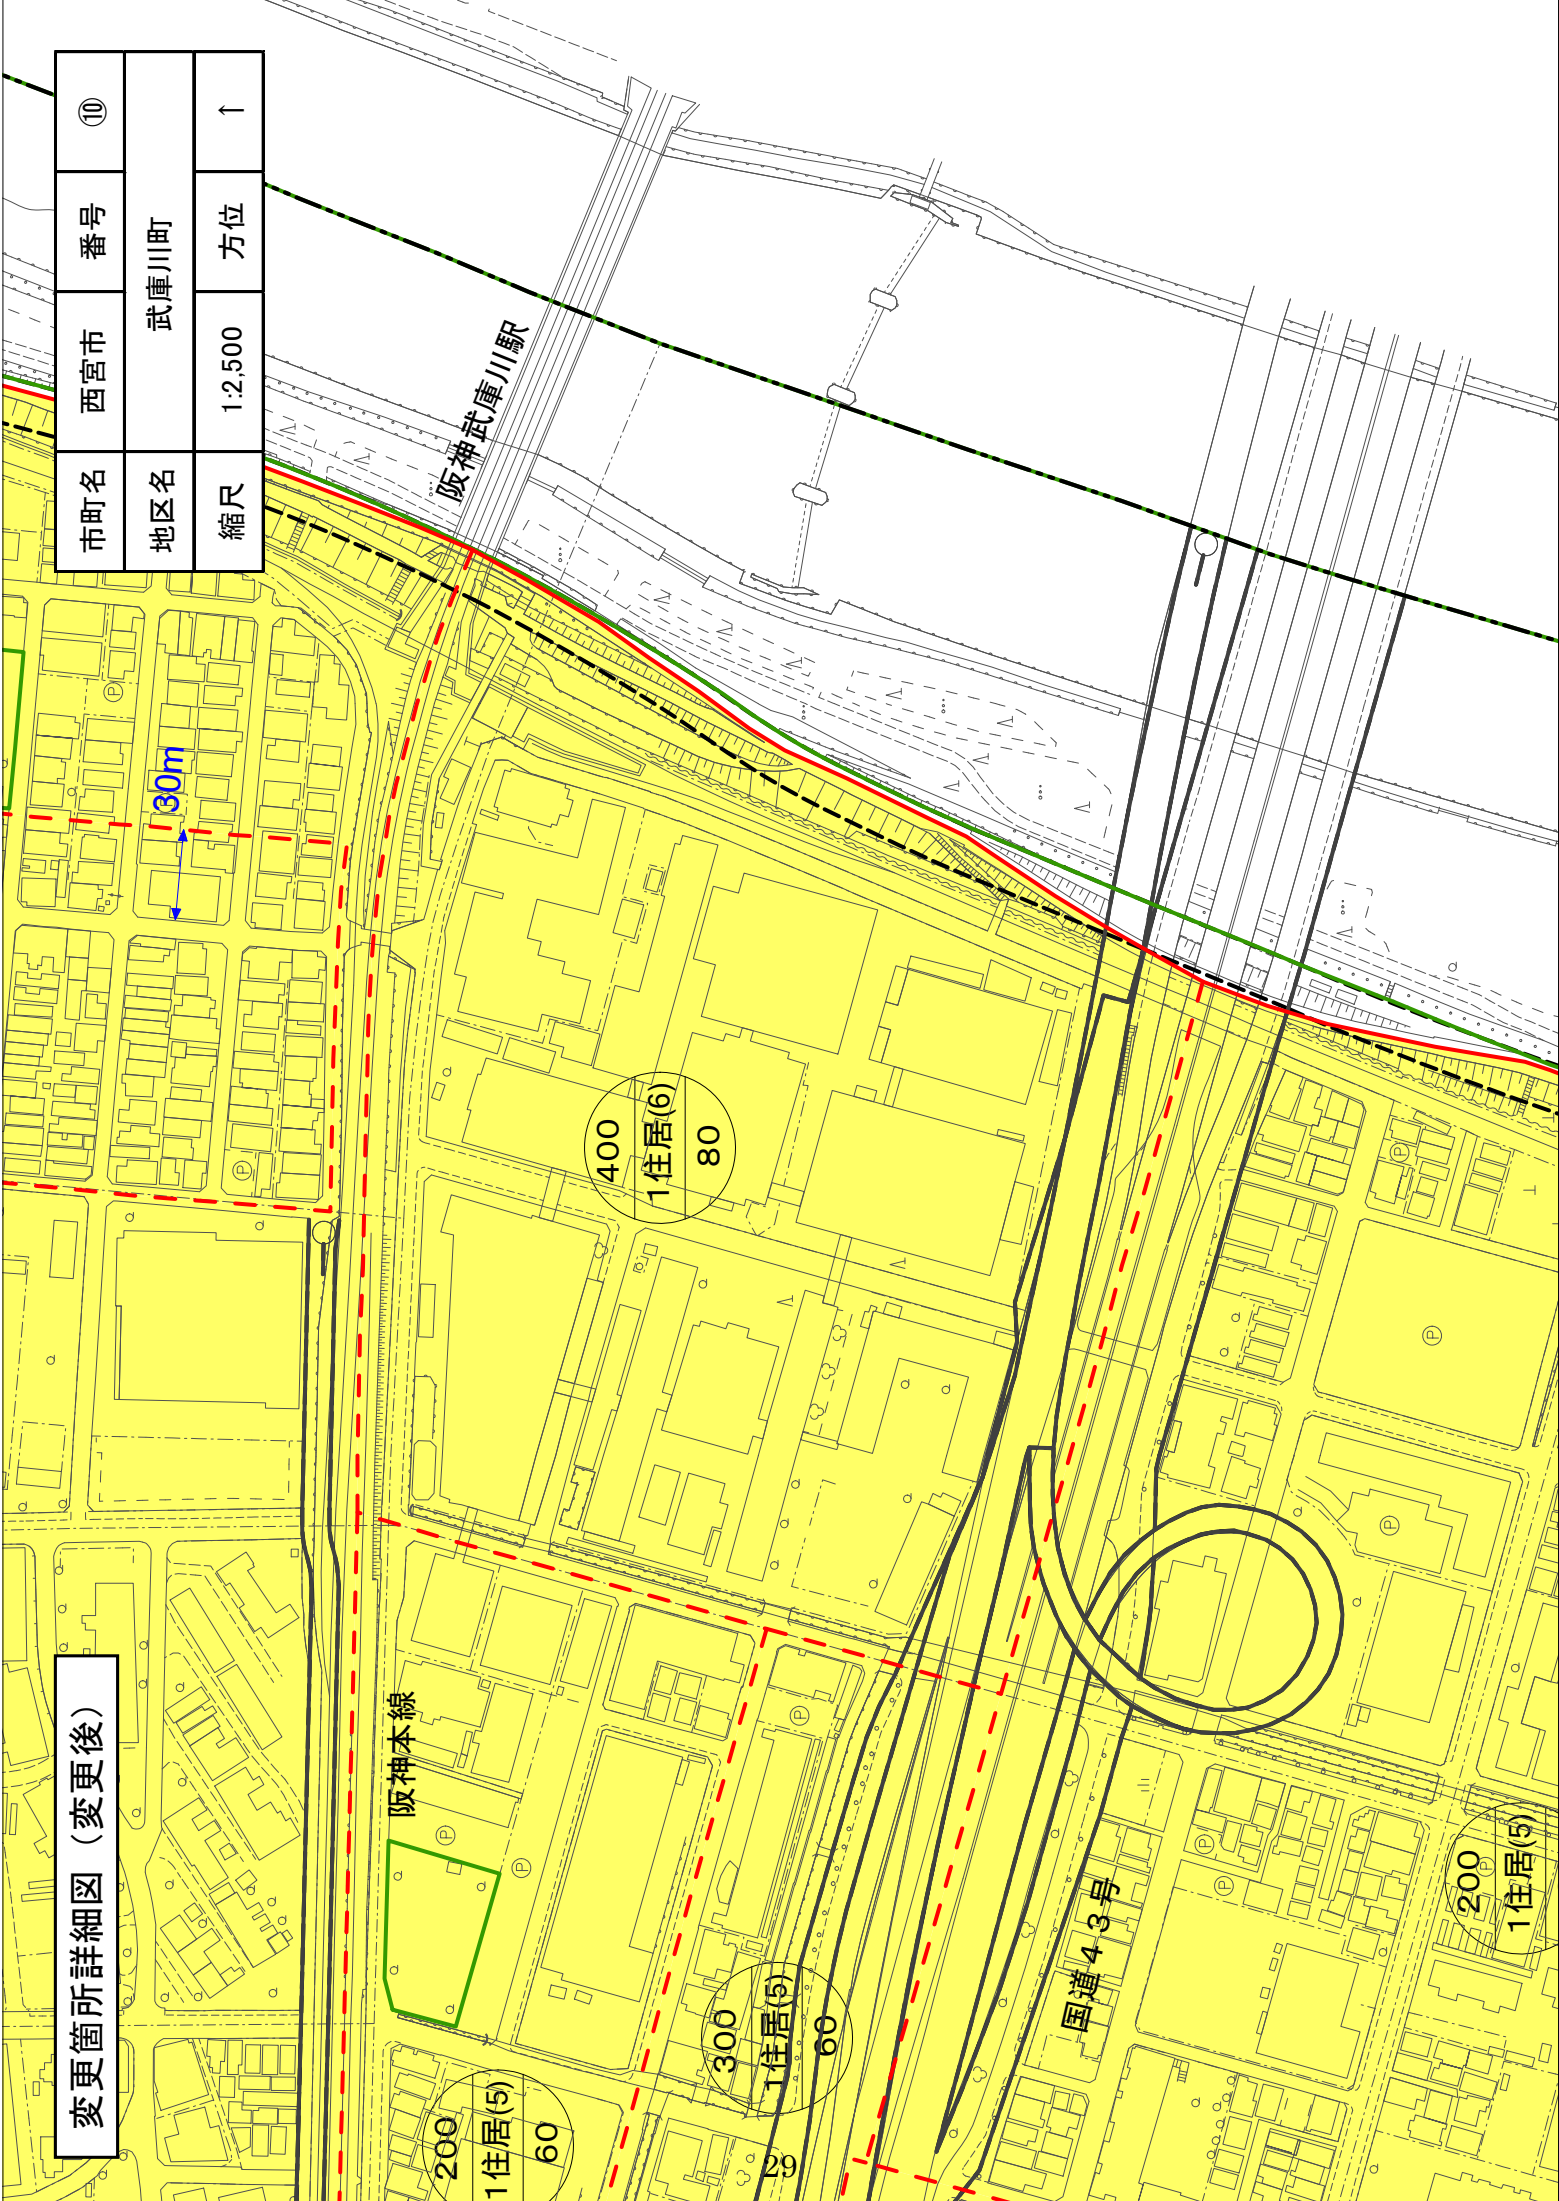 変更箇所詳細図（変更後）
市町名 西宮市 番号 ⑩
地区名 武庫川町
縮尺 1:2,500 方位 ↑
30m
阪神武庫川駅
阪神本線
400
1住居(6)
80
200
1住居(5)
60
300
1住居(5)
60
国道４３号
200
1住居(5)
Ⓟ
Ⓟ
Ⓟ
Ⓟ
Ⓟ
Ⓟ
Ⓟ
Ⓟ
Ⓟ
Ⓟ
Ⓟ
29